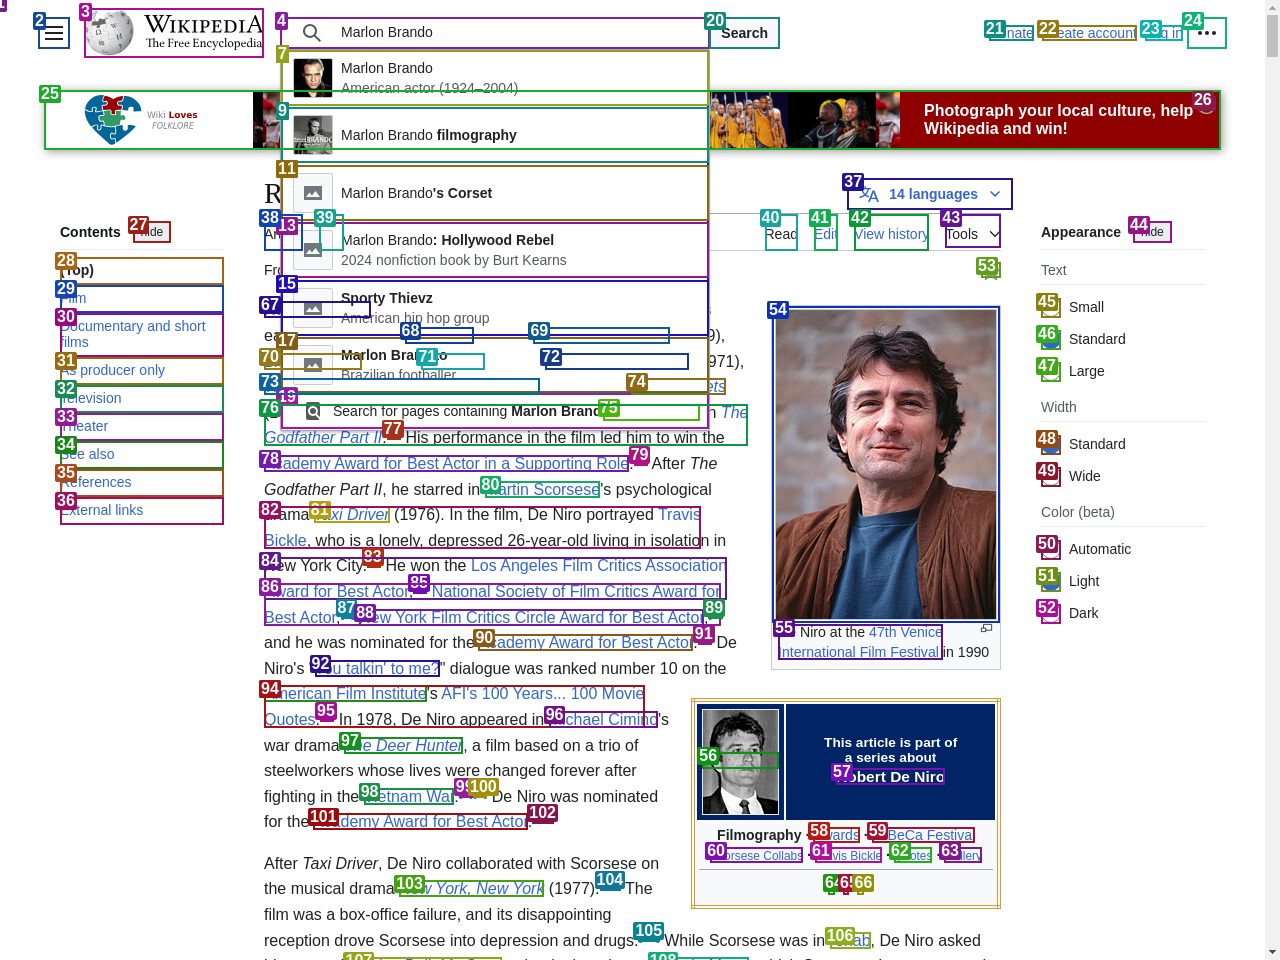 WIKIPEDIA
The Free Encyclopedia
Marlon Brando
Search
Log in
Marlon Brando
American actor (1924–2004)
Marlon Brando filmography
Marlon Brando's Corset
Marlon Brando: Hollywood Rebel
2024 nonfiction book by Burt Kearns
Sporty Thievz
American hip hop group
Marlon Brandão
Brazilian footballer
Search for pages containing Marlon Brando
Wiki Loves
FOLKLORE
Photograph your local culture, help
Wikipedia and win!
14 languages
Contents hide
(Top)
Film
Documentary and short
films
As producer only
Television
Theater
See also
References
External links
Read Edit View history Tools
Appearance hide
Text
Small
Standard
Large
Width
Standard
Wide
Color (beta)
Automatic
Light
Dark
The
Godfather Part II. His performance in the film led him to win the
Academy Award for Best Actor in a Supporting Role. After The
Godfather Part II, he starred in Martin Scorsese's psychological
drama Taxi Driver (1976). In the film, De Niro portrayed Travis
Bickle, who is a lonely, depressed 26-year-old living in isolation in
New York City. He won the Los Angeles Film Critics Association
Award for Best Actor, National Society of Film Critics Award for
Best Actor, New York Film Critics Circle Award for Best Actor,
and he was nominated for the Academy Award for Best Actor. De
Niro's "You talkin' to me?" dialogue was ranked number 10 on the
American Film Institute's AFI's 100 Years... 100 Movie
Quotes. In 1978, De Niro appeared in Michael Cimino's
war drama The Deer Hunter, a film based on a trio of
steelworkers whose lives were changed forever after
fighting in the Vietnam War. De Niro was nominated
for the Academy Award for Best Actor.
After Taxi Driver, De Niro collaborated with Scorsese on
the musical drama New York, New York (1977). The
film was a box-office failure, and its disappointing
reception drove Scorsese into depression and drugs. While Scorsese was in rehab, De Niro asked
Niro at the 47th Venice
International Film Festival in 1990
This article is part of
a series about
Robert De Niro
Filmography · Awards · TriBeCa Festival
Scorsese Collabs · Travis Bickle · Quotes · Gallery